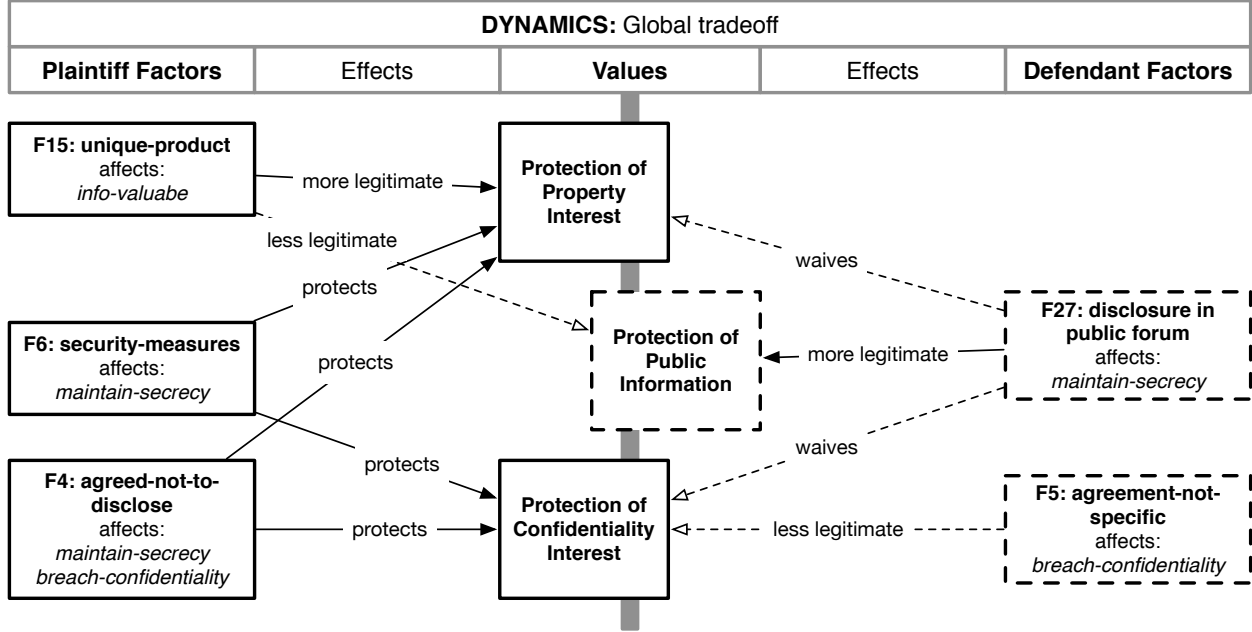 DYNAMICS: Global tradeoff
Plaintiff Factors
Effects
Values
Effects
Defendant Factors
F15: unique-product
affects:
info-valuabe
more legitimate
less legitimate
protects
F6: security-measures
affects:
maintain-secrecy
protects
protects
F4: agreed-not-to-
disclose
affects:
maintain-secrecy
breach-confidentiality
protects
Protection of
Property
Interest
Protection of
Public
Information
Protection of
Confidentiality
Interest
waives
more legitimate
waives
less legitimate
F27: disclosure in
public forum
affects:
maintain-secrecy
F5: agreement-not-
specific
affects:
breach-confidentiality